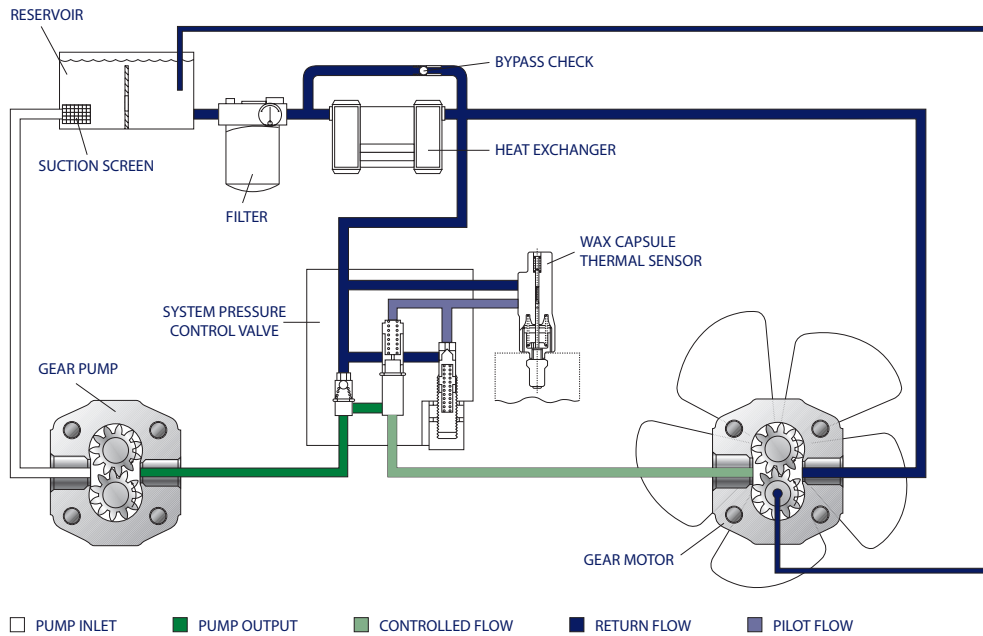 RESERVOIR
BYPASS CHECK
SUCTION SCREEN
HEAT EXCHANGER
FILTER
WAX CAPSULE
THERMAL SENSOR
SYSTEM PRESSURE
CONTROL VALVE
GEAR PUMP
GEAR MOTOR
PUMP INLET
PUMP OUTPUT
CONTROLLED FLOW
RETURN FLOW
PILOT FLOW